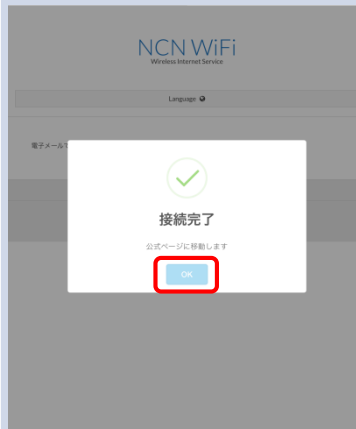 NCN WiFi
Wireless Internet Service
Language
電子メール
接続完了
公式ページに移動します
OK